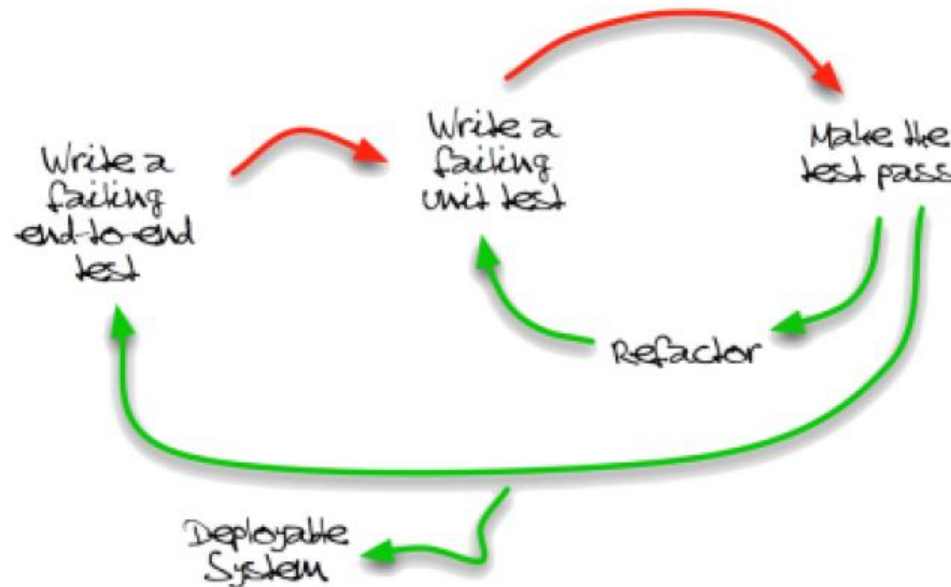 Write a
failing
end-to-end
test
Write a
failing
unit test
Make the
test pass
Refactor
Deployable
System